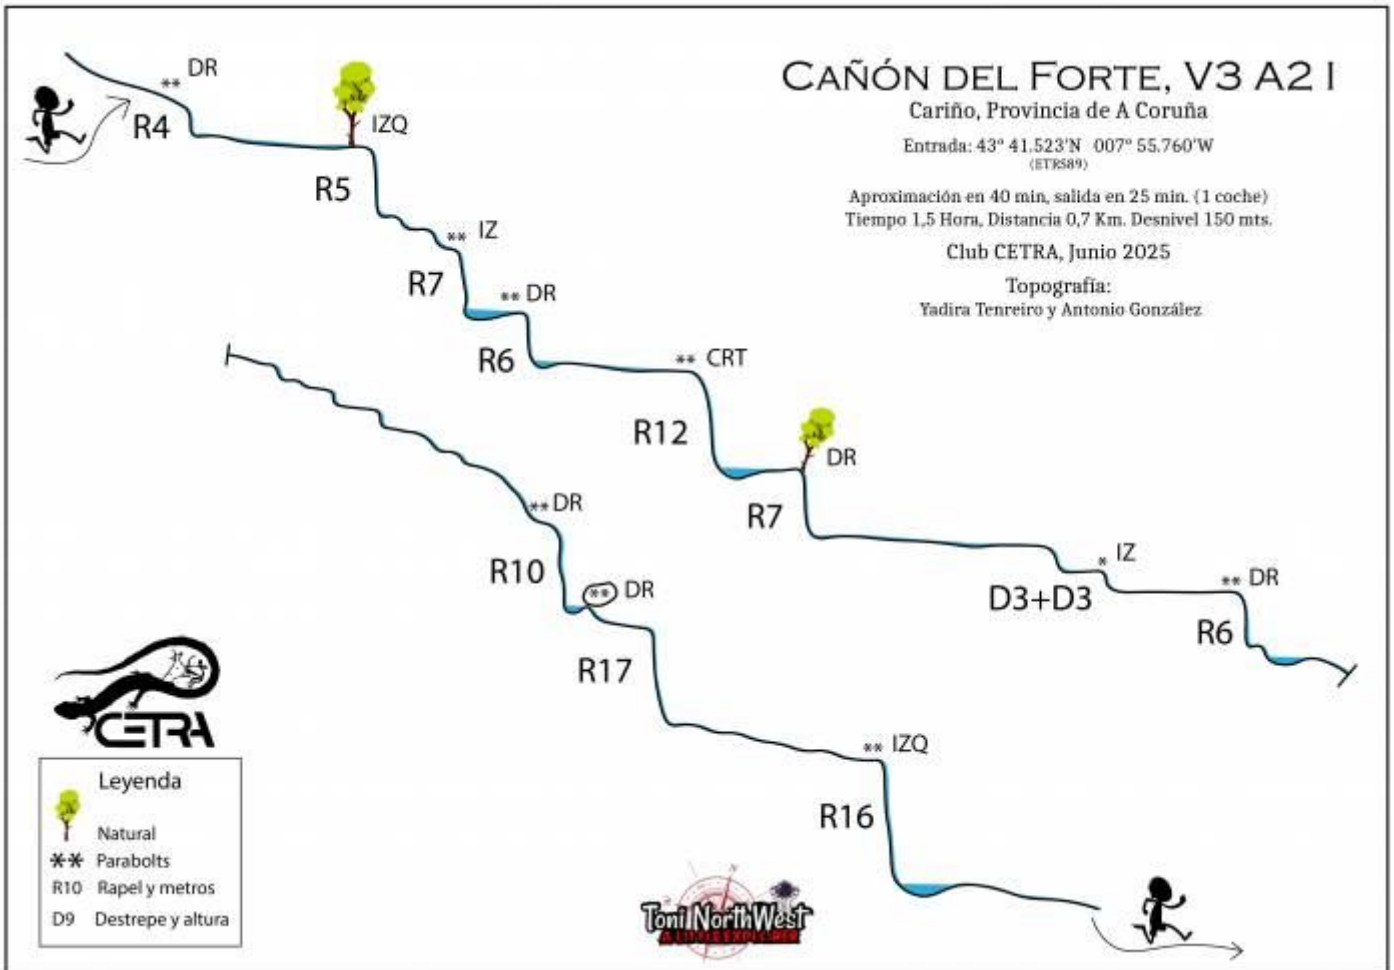 CAÑÓN DEL FORTE, V3 A2 I
Cariño, Provincia de A Coruña
Entrada: 43º 41.523'N 007º 55.760'W
(ETRS89)
Aproximación en 40 min, salida en 25 min. (1 coche)
Tiempo 1,5 Hora, Distancia 0,7 Km. Desnivel 150 mts.
Club CETRA, Junio 2025
Topografía:
Yadira Tenreiro y Antonio González
** DR
R4
IZQ
R5
** IZ
R7
** DR
R6
** CRT
R12
DR
R7
* IZ
D3+D3
** DR
R6
** DR
R10
** DR
R17
** IZQ
R16
CETRA
Leyenda
Natural
** Parabolts
R10 Rapel y metros
D9 Destrepe y altura
N
Toni NorthWest
A LITTLE EXPLORER